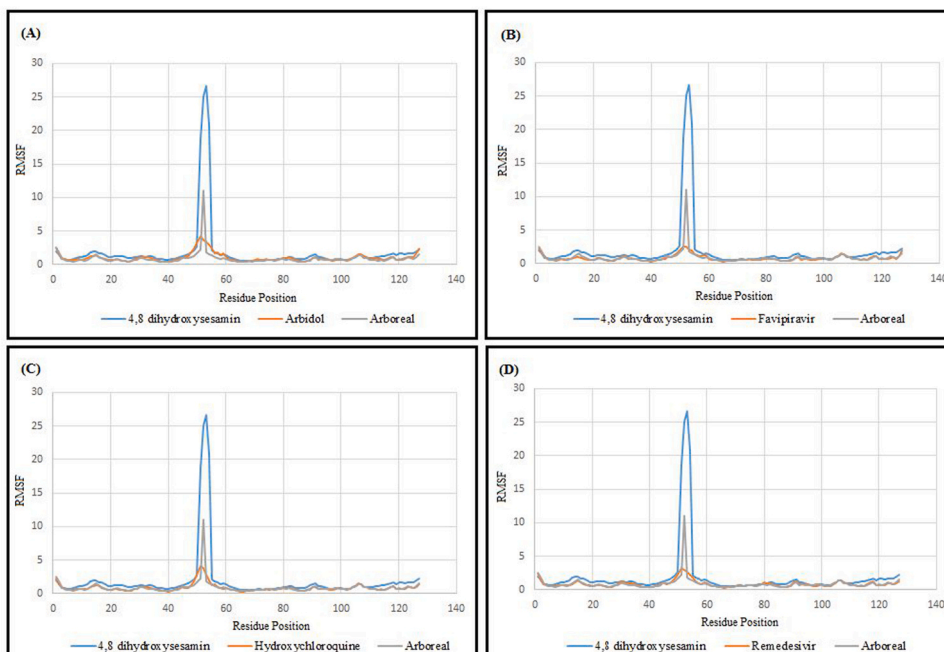 (A)
30
25
20
15
10
5
0
RMSF
0 20 40 60 80 100 120 140
Residue Position
4,8 dihydroxysesamin Arbidol Arboreal
(B)
30
25
20
15
10
5
0
RMSF
0 20 40 60 80 100 120 140
Residue Position
4,8 dihydroxysesamin Favipiravir Arboreal
(C)
30
25
20
15
10
5
0
RMSF
0 20 40 60 80 100 120 140
Residue Position
4,8 dihydroxysesamin Hydroxychloroquine Arboreal
(D)
30
25
20
15
10
5
0
RMSF
0 20 40 60 80 100 120 140
Residue Position
4,8 dihydroxysesamin Remedesivir Arboreal